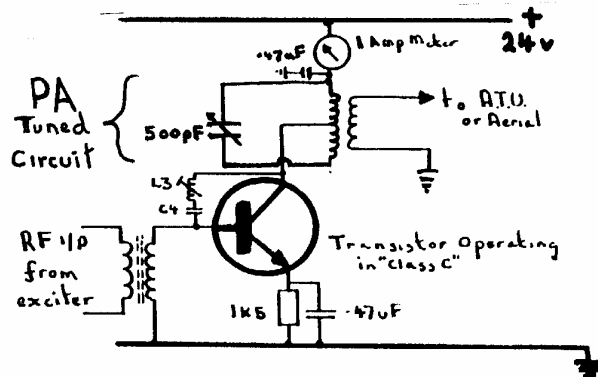 +
24v
1 Amp Meter
.47uF
PA
Tuned
Circuit
500pF
to A.T.U.
or Aerial
L3
C4
RF i/p
from
exciter
Transistor Operating
in "Class C"
1K5
.47uF